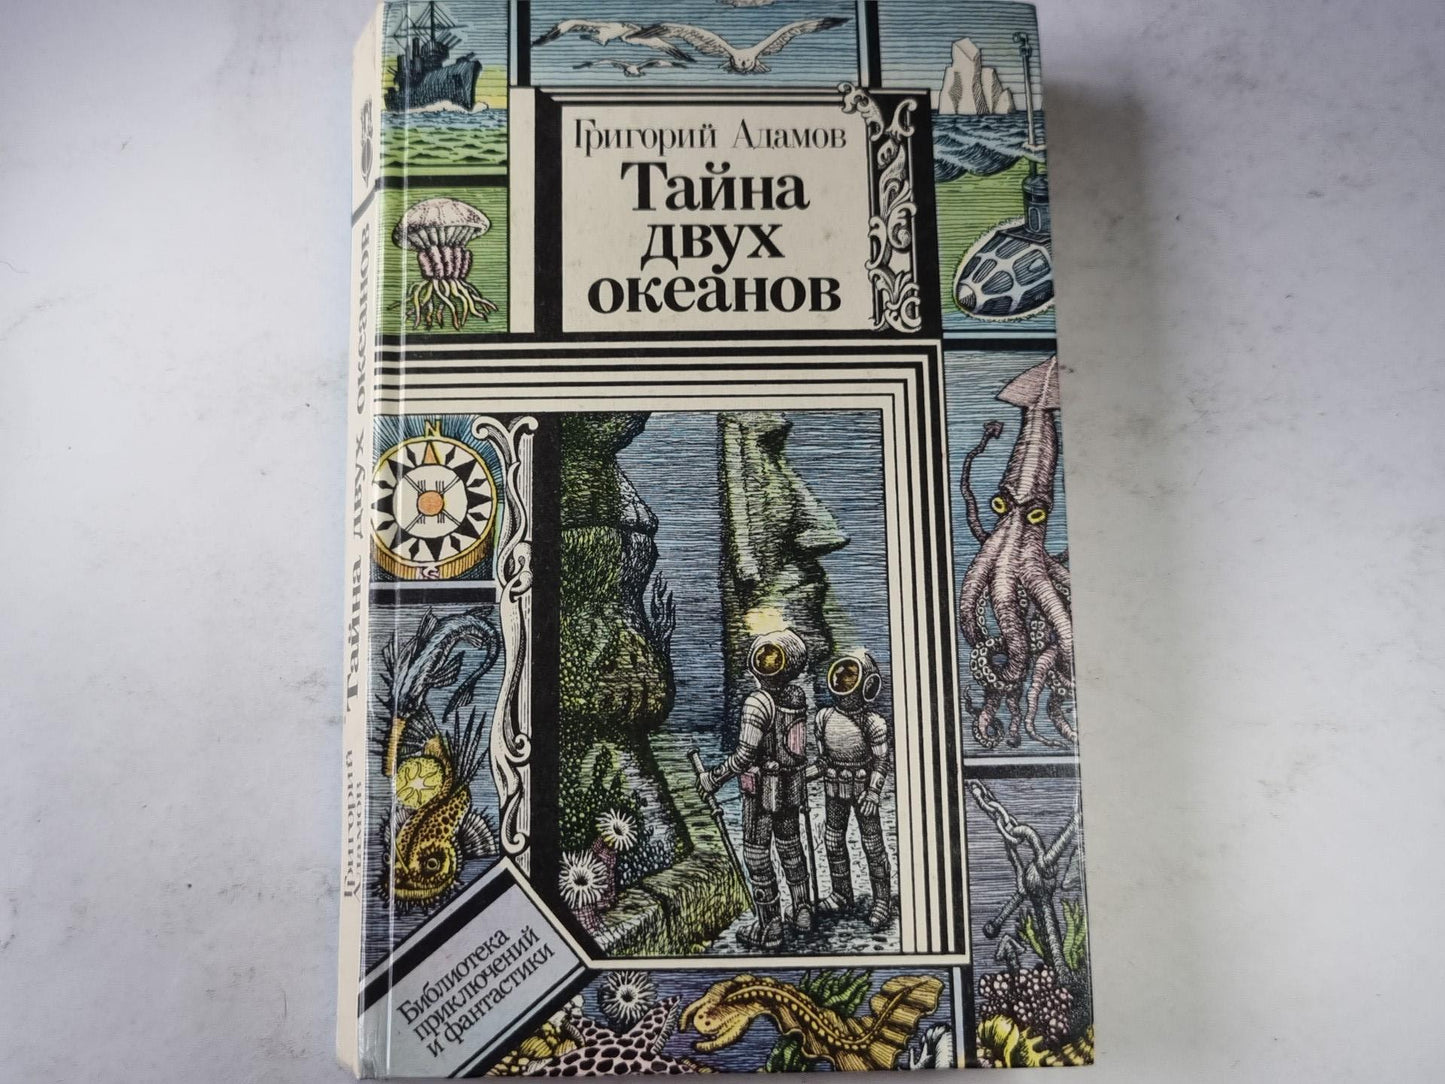 Григорий Адамов
Тайна
двух
океанов
Григорий
Адамов
Тайна двух океанов
N
Библиотека
приключений
и фантастики